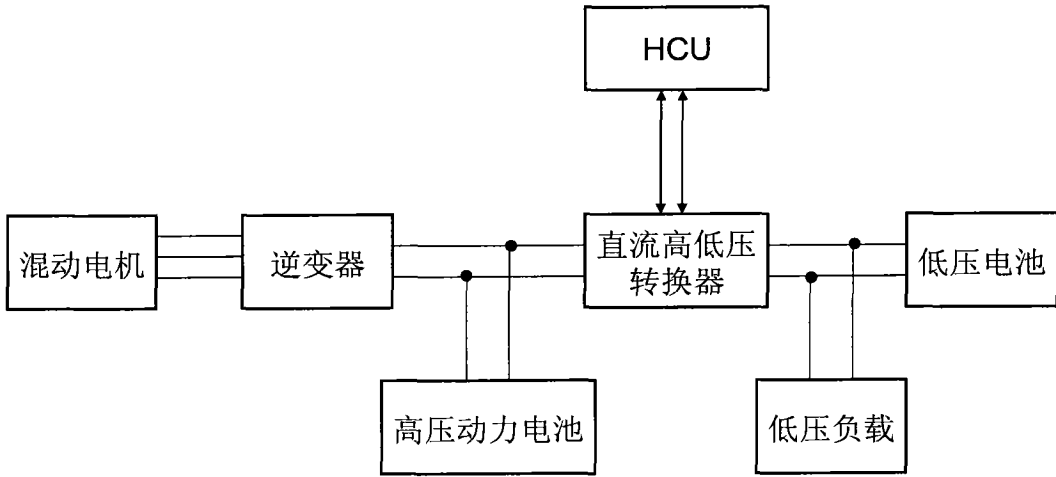 HCU
混动电机
逆变器
直流高低压
转换器
低压电池
高压动力电池
低压负载